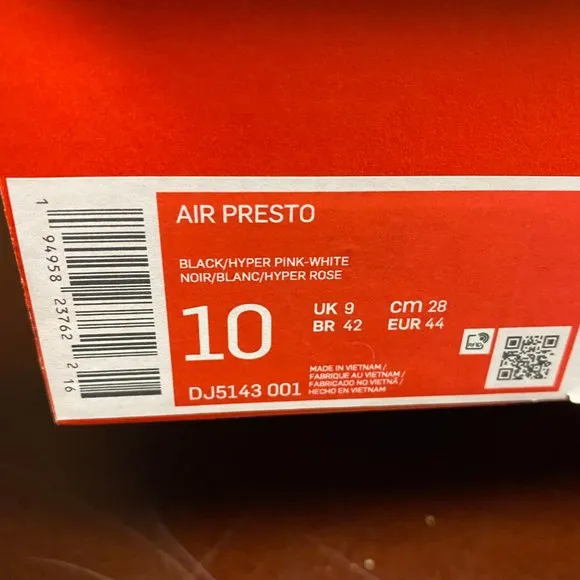 AIR PRESTO
BLACK/HYPER PINK-WHITE
NOIR/BLANC/HYPER ROSE
10
UK 9
cm 28
BR 42
EUR 44
RFID
DJ5143 001
MADE IN VIETNAM /
FABRIQUE AU VIETNAM /
FABRICADO NO VIETNÃ /
HECHO EN VIETNAM
1 94958 23762 2 16